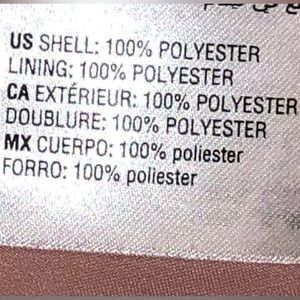 US SHELL: 100% POLYESTER
LINING: 100% POLYESTER
CA EXTÉRIEUR: 100% POLYESTER
DOUBLURE: 100% POLYESTER
MX CUERPO: 100% poliester
FORRO: 100% poliester